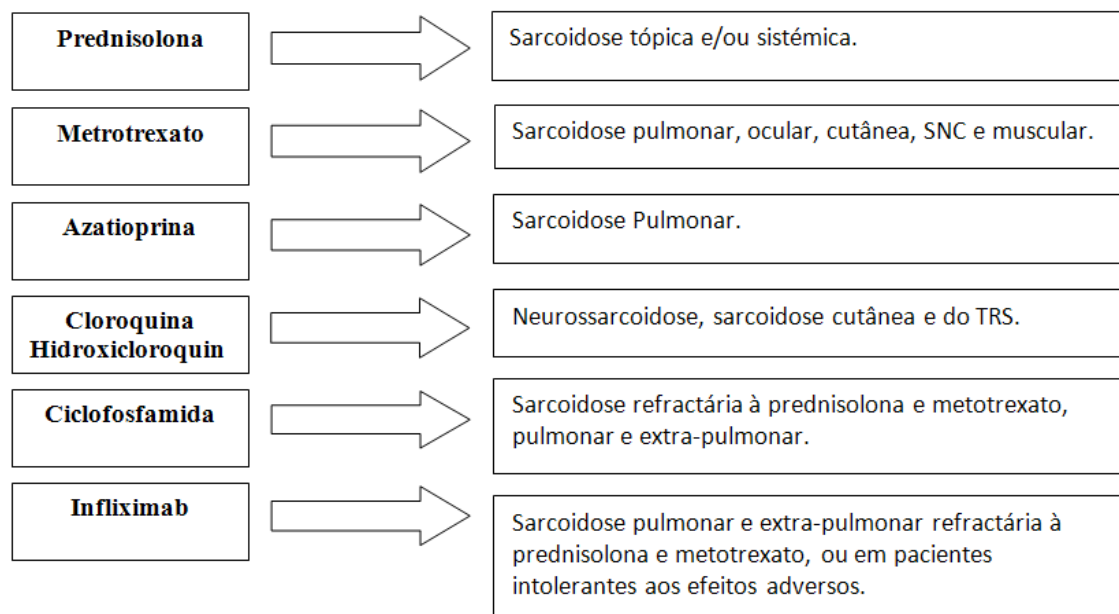 Prednisolona
Sarcoidose tópica e/ou sistémica.
Metrotrexato
Sarcoidose pulmonar, ocular, cutânea, SNC e muscular.
Azatioprina
Sarcoidose Pulmonar.
Cloroquina
Hidroxicloroquin
Neurossarcoidose, sarcoidose cutânea e do TRS.
Ciclofosfamida
Sarcoidose refractária à prednisolona e metotrexato,
pulmonar e extra-pulmonar.
Infliximab
Sarcoidose pulmonar e extra-pulmonar refractária à
prednisolona e metotrexato, ou em pacientes
intolerantes aos efeitos adversos.